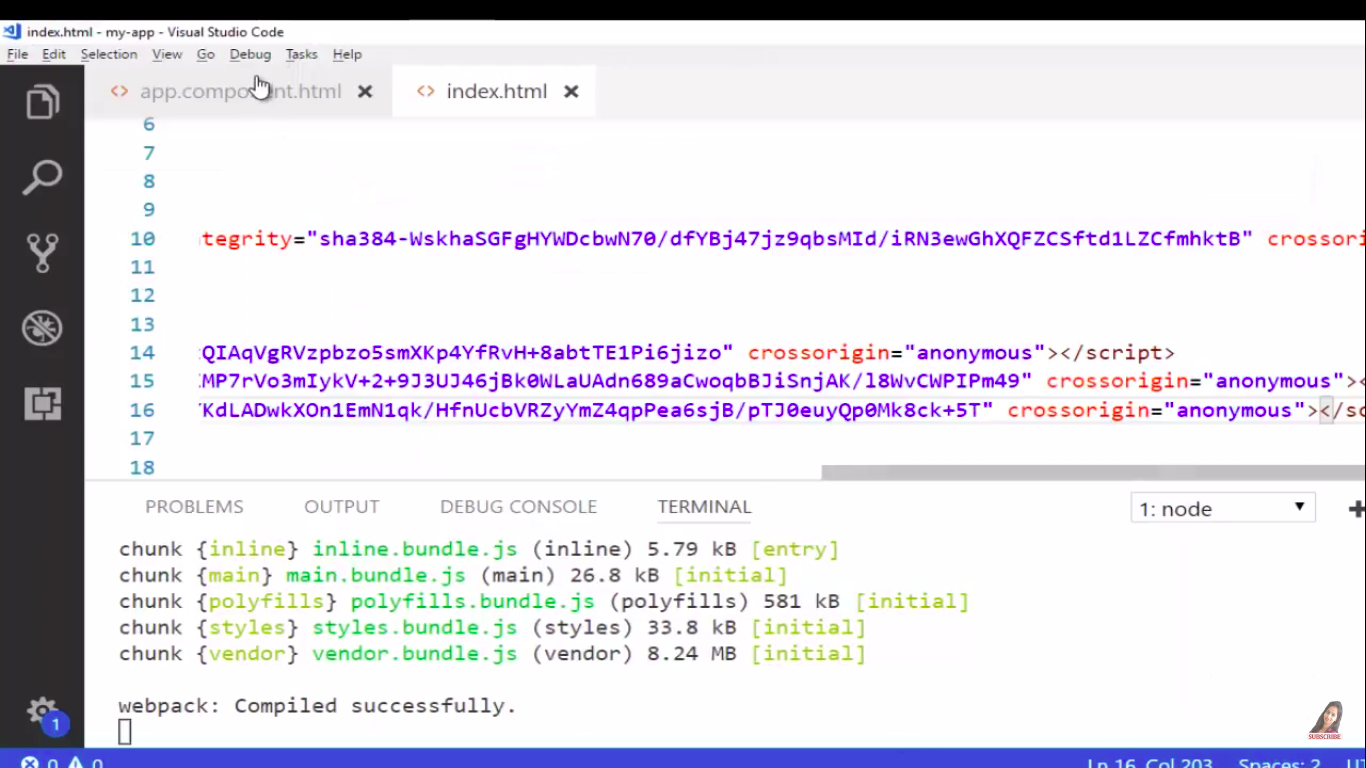 index.html - my-app - Visual Studio Code
File Edit Selection View Go Debug Tasks Help
index.html
6
7
8
9
10 tegrity="sha384-WskhaSGFgHYWDcbwN70/dfYBj47jz9qbsMId/iRN3ewGhXQFZCSftd1LZCfmhktB" crossori
11
12
13
14 QIAqVgRVzpbzo5smXKp4YfRvH+8abtTE1Pi6jizo" crossorigin="anonymous"></script>
15 MP7rVo3mIykV+2+9J3UJ46jBk0WLaUAdn689aCwoqbBJiSnjAK/l8WvCWPIPm49" crossorigin="anonymous"><
16 KdLADwkXOn1EmN1qk/HfnUcbVRZyYmZ4qpPea6sjB/pTJ0euyQp0Mk8ck+5T" crossorigin="anonymous"></sc
17
18
PROBLEMS OUTPUT DEBUG CONSOLE TERMINAL 1: node
chunk {inline} inline.bundle.js (inline) 5.79 kB [entry]
chunk {main} main.bundle.js (main) 26.8 kB [initial]
chunk {polyfills} polyfills.bundle.js (polyfills) 581 kB [initial]
chunk {styles} styles.bundle.js (styles) 33.8 kB [initial]
chunk {vendor} vendor.bundle.js (vendor) 8.24 MB [initial]
webpack: Compiled successfully.
1
SUBSCRIBE
0 0 Ln 16, Col 203 Spaces: 2